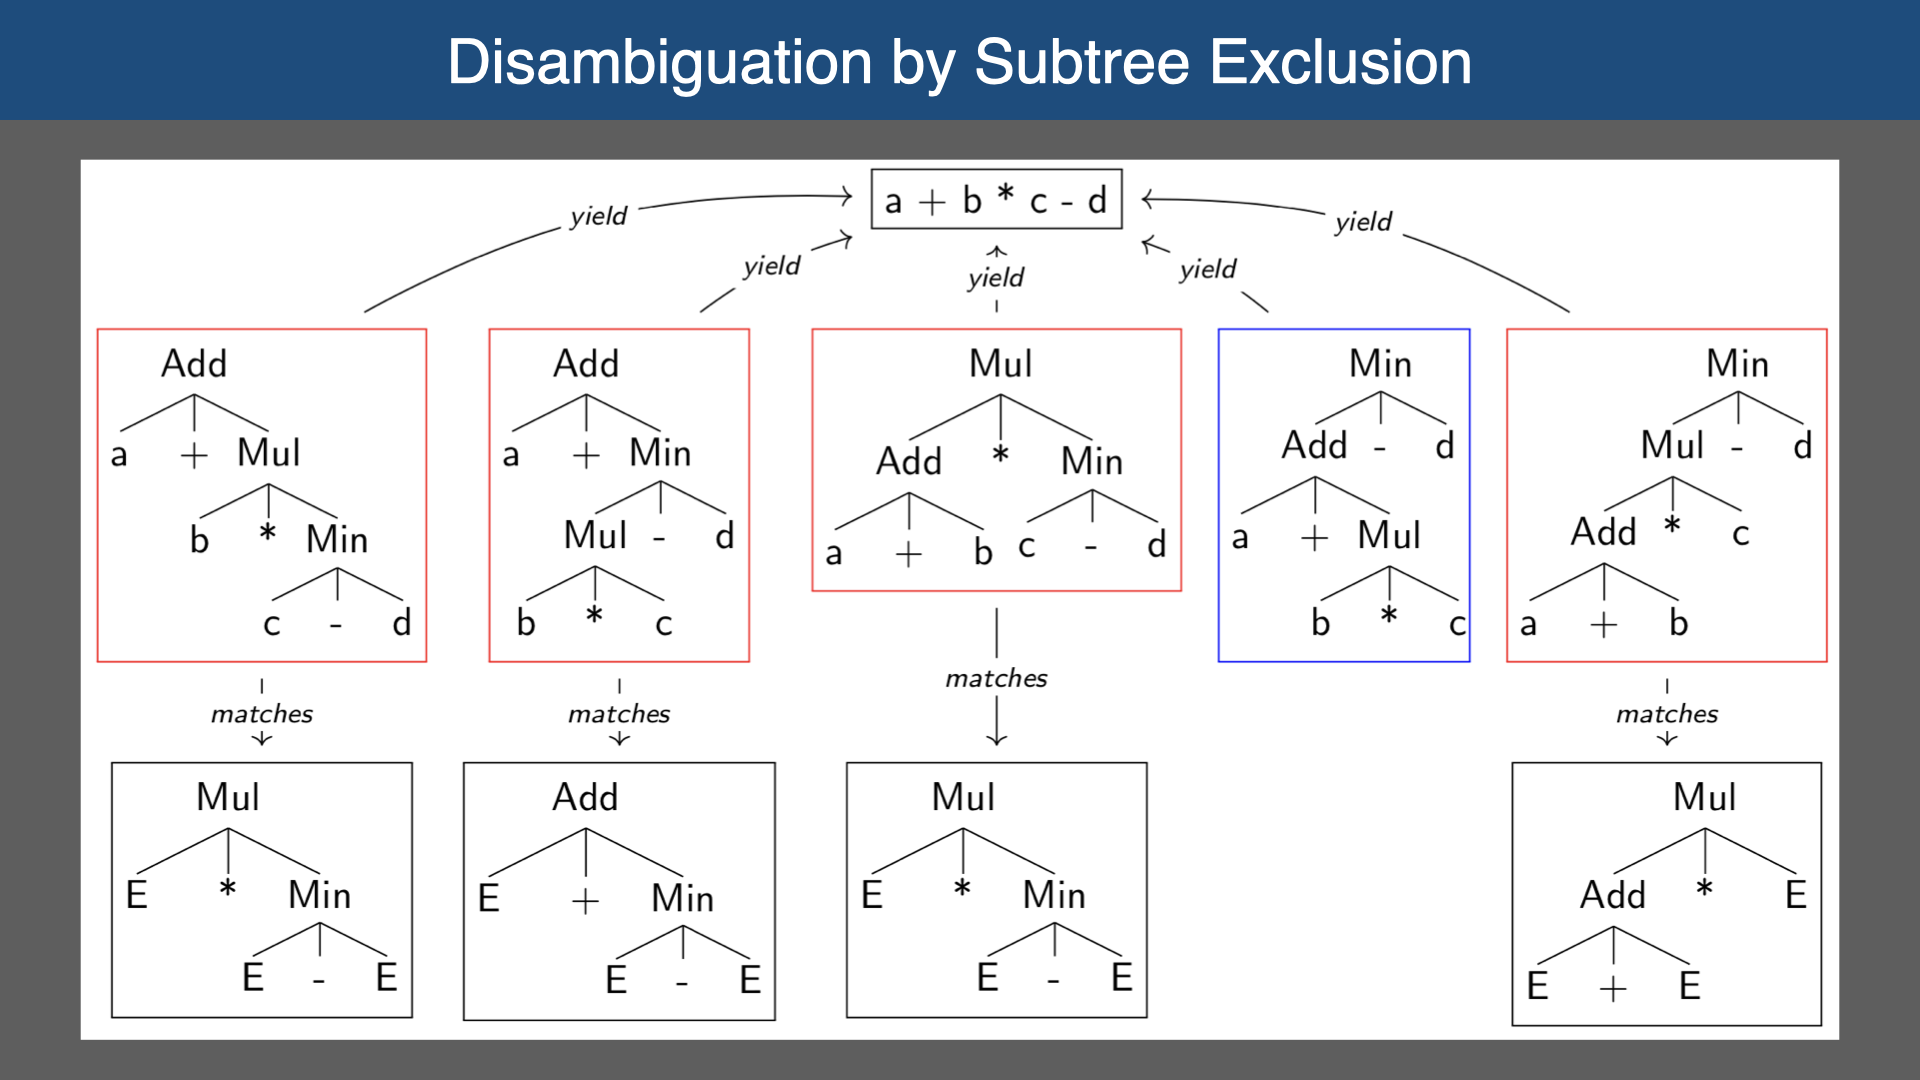 Disambiguation by Subtree Exclusion
a + b * c - d
yield
yield
yield
yield
yield
Add
a + Mul
b * Min
c - d
Add
a + Min
Mul - d
b * c
Mul
Add * Min
a + b c - d
Min
Add - d
a + Mul
b * c
Min
Mul - d
Add * c
a + b
matches
matches
matches
matches
Mul
E * Min
E - E
Add
E + Min
E - E
Mul
E * Min
E - E
Mul
Add * E
E + E